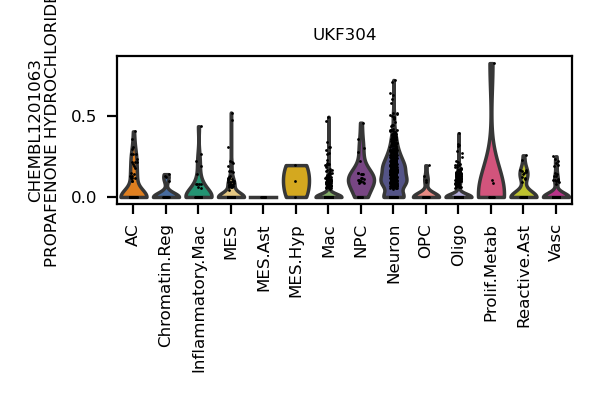 UKF304
CHEMBL1201063
PROPAFENONE HYDROCHLORIDE
0.5
0.0
AC
Chromatin.Reg
Inflammatory.Mac
MES
MES.Ast
MES.Hyp
Mac
NPC
Neuron
OPC
Oligo
Prolif.Metab
Reactive.Ast
Vasc